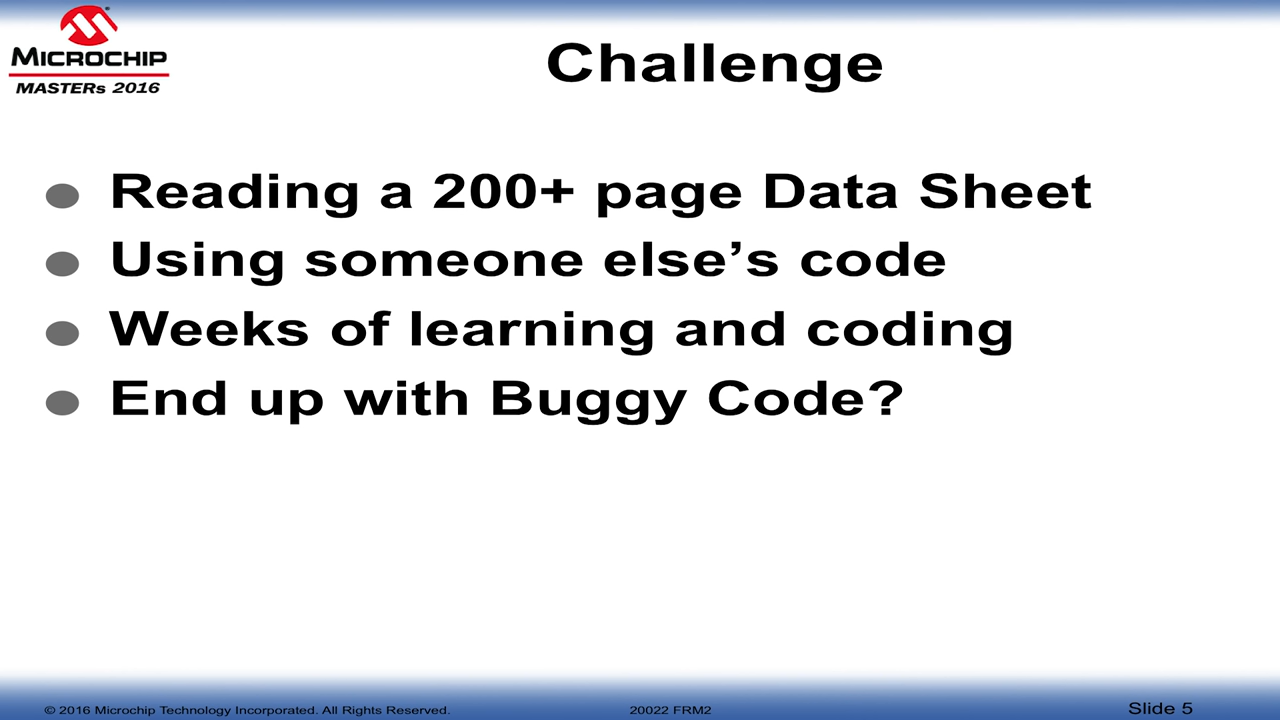 MICROCHIP
MASTERs 2016
Challenge
Reading a 200+ page Data Sheet
Using someone else’s code
Weeks of learning and coding
End up with Buggy Code?
© 2016 Microchip Technology Incorporated. All Rights Reserved.
20022 FRM2
Slide 5